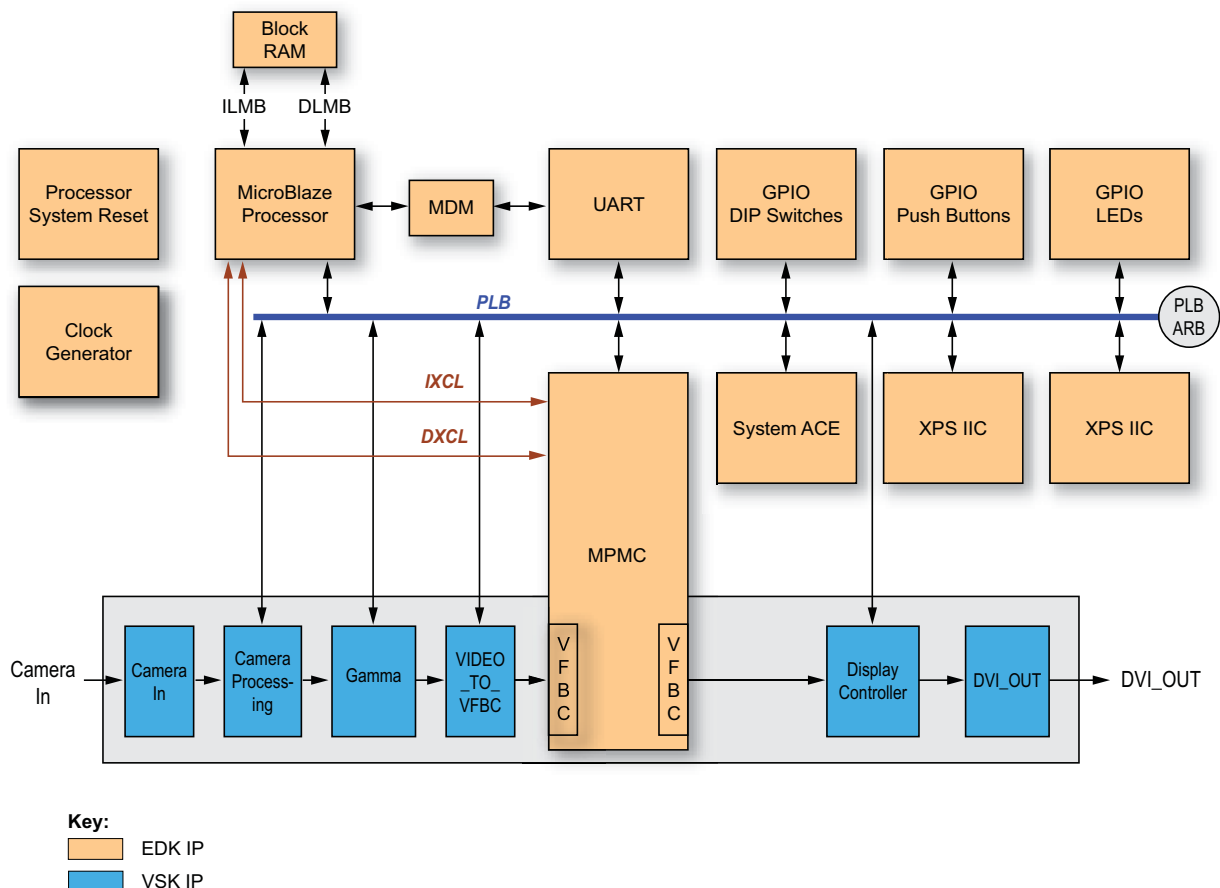 Block
RAM
ILMB
DLMB
Processor
System Reset
MicroBlaze
Processor
MDM
UART
GPIO
DIP Switches
GPIO
Push Buttons
GPIO
LEDs
PLB
PLB
ARB
Clock
Generator
IXCL
DXCL
MPMC
System ACE
XPS IIC
XPS IIC
Camera
In
Camera
In
Camera
Process-
ing
Gamma
VIDEO
_TO_
VFBC
V
F
B
C
V
F
B
C
Display
Controller
DVI_OUT
DVI_OUT
Key:
EDK IP
VSK IP